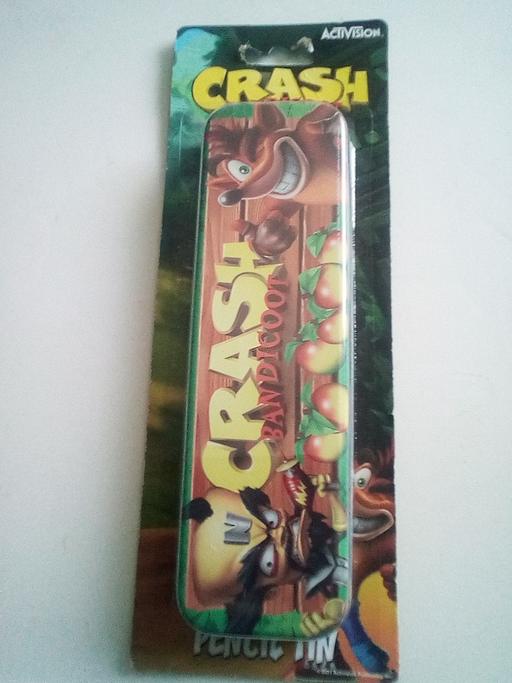 ACTIVISION
CRASH
CRASH
BANDICOOT
N
PENCIL TIN